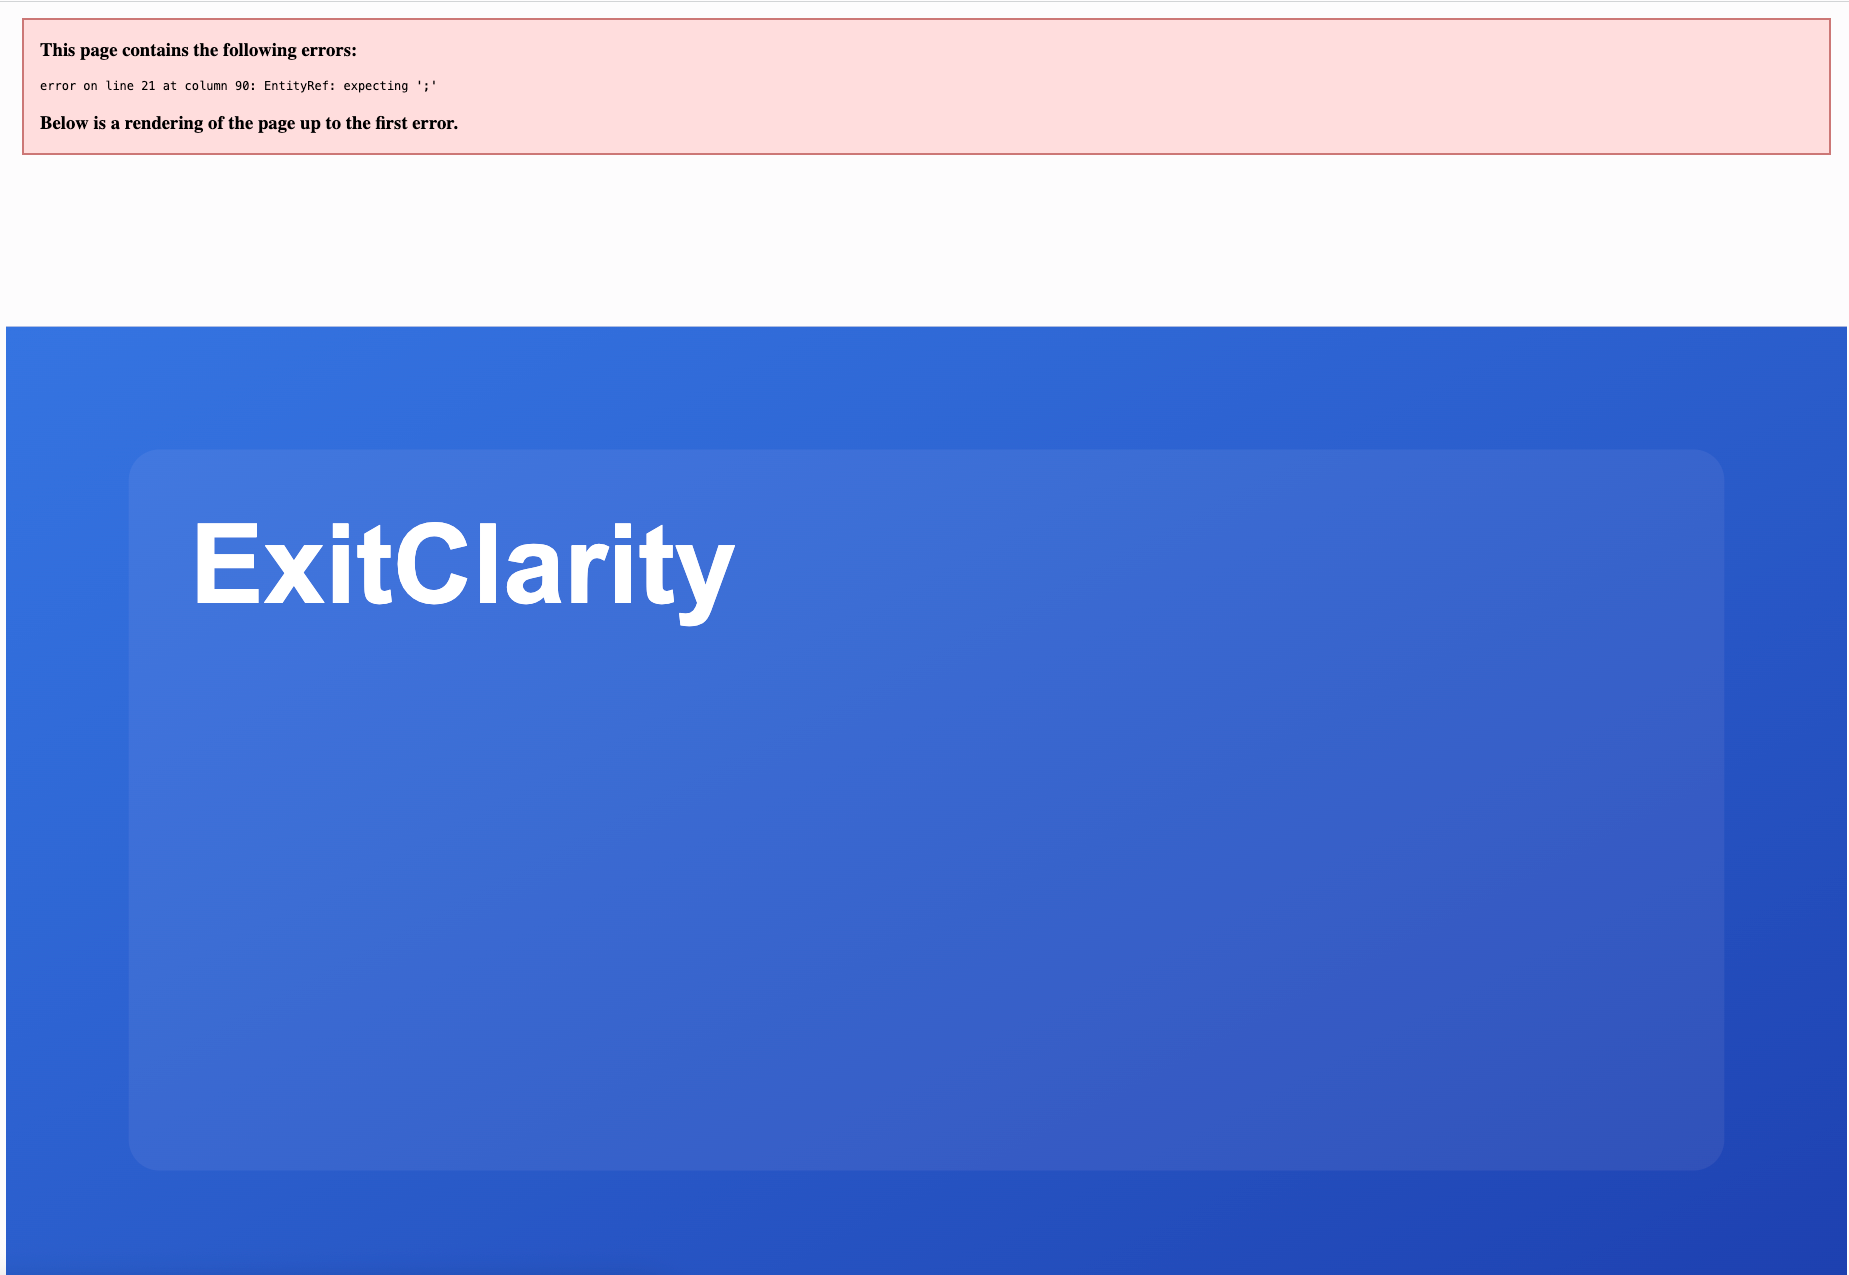 This page contains the following errors:
error on line 21 at column 90: EntityRef: expecting ';'
Below is a rendering of the page up to the first error.
ExitClarity